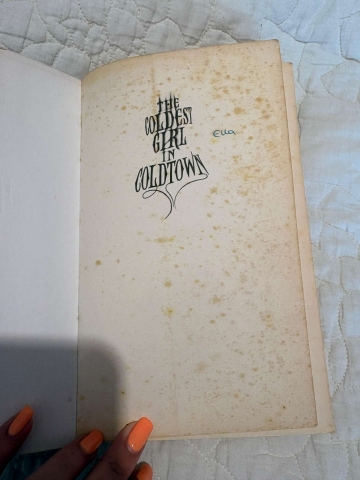 THE
COLDEST
GIRL
IN
COLDTOWN
Ella